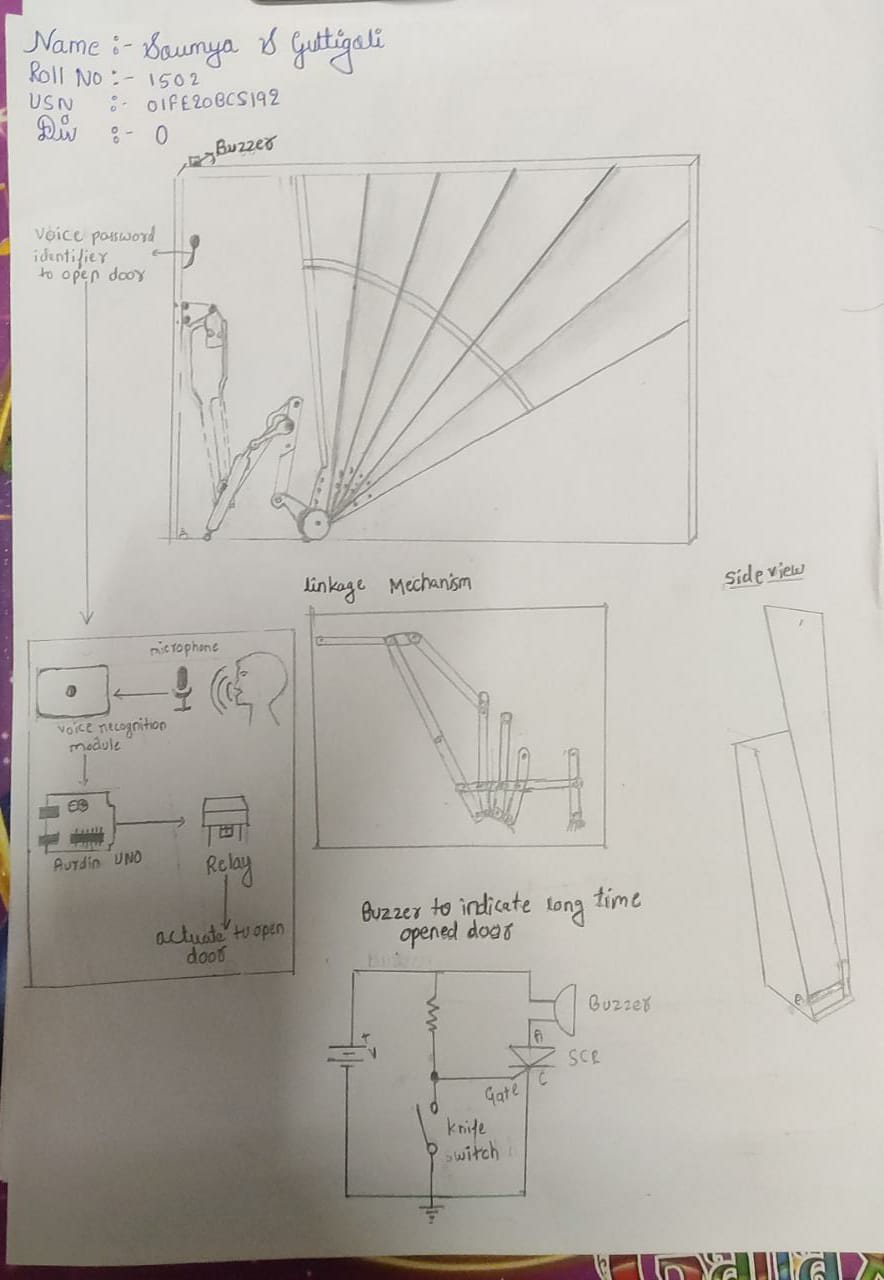 Name :- Saumya S Guttigoli
Roll No :- 1502
USN :- 01FE20BCS192
Div :- O
Buzzer
voice password
identifier
to open door
linkage Mechanism
side view
microphone
voice recognition
module
Aurdin UNO
Relay
actuate to open
door
Buzzer to indicate long time
opened door
Buzzer
+
V
A
SCR
C
Gate
knife
switch